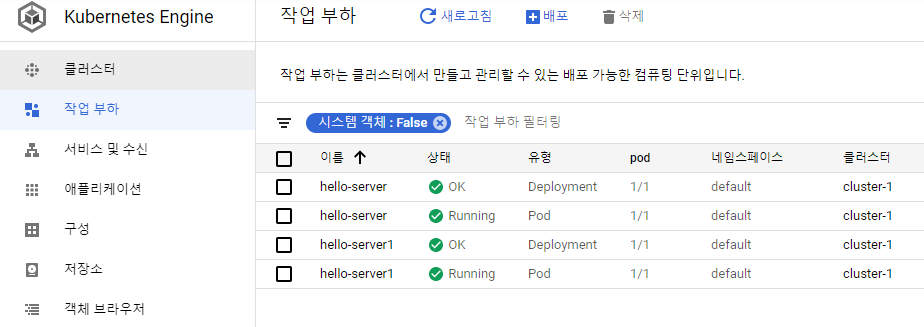 Kubernetes Engine
작업 부하
새로고침
배포
삭제
클러스터
작업 부하
서비스 및 수신
애플리케이션
구성
저장소
객체 브라우저
작업 부하는 클러스터에서 만들고 관리할 수 있는 배포 가능한 컴퓨팅 단위입니다.
시스템 객체 : False 작업 부하 필터링
이름 상태 유형 pod 네임스페이스 클러스터
hello-server OK Deployment 1/1 default cluster-1
hello-server Running Pod 1/1 default cluster-1
hello-server1 OK Deployment 1/1 default cluster-1
hello-server1 Running Pod 1/1 default cluster-1